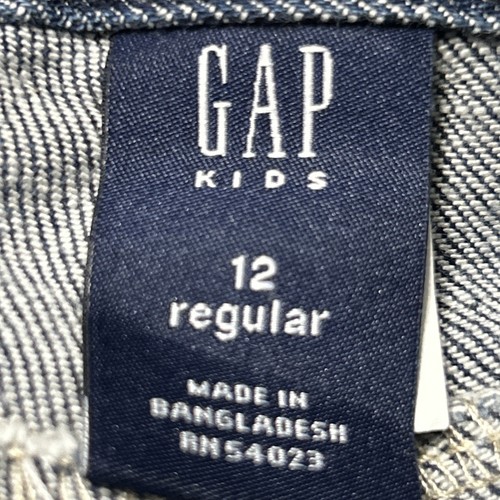 GAP
KIDS
12
regular
MADE IN
BANGLADESH
RN54023